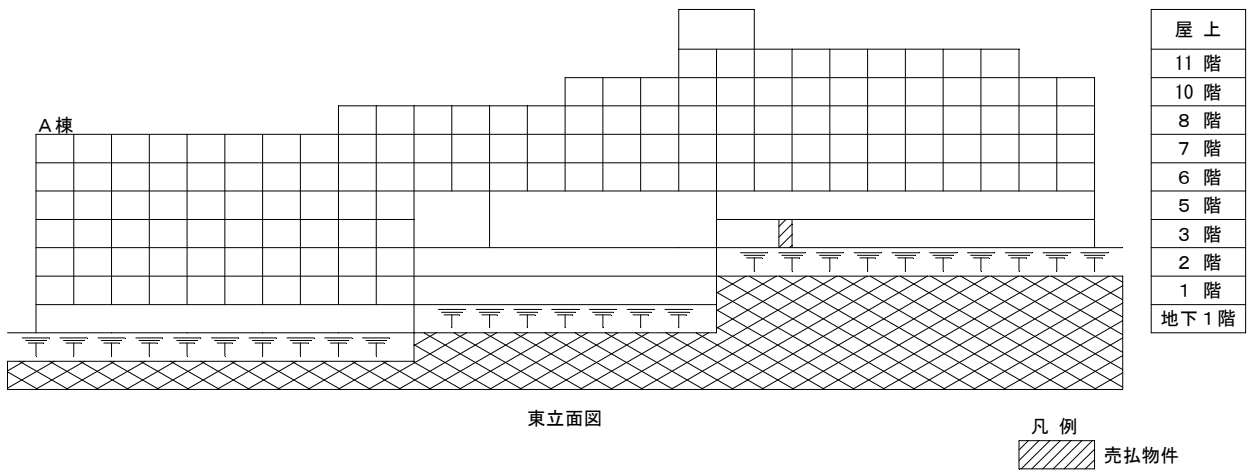 屋 上
11 階
10 階
8 階
7 階
6 階
5 階
3 階
2 階
1 階
地下1階
A棟
東立面図
凡 例
売払物件